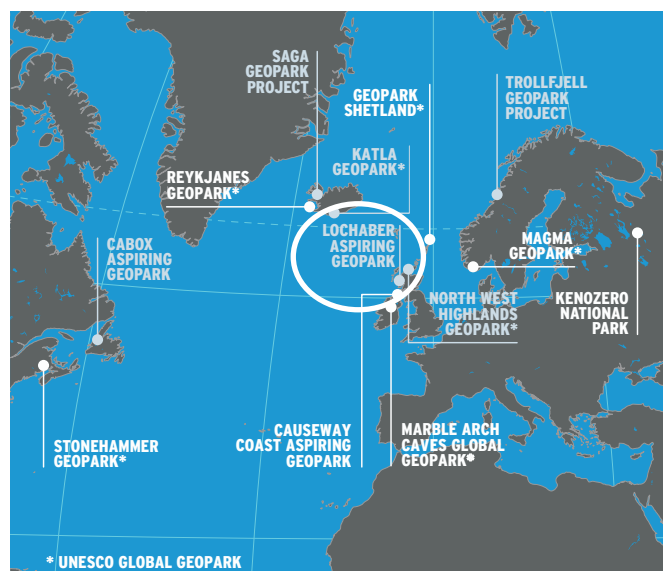 SAGA
GEOPARK
PROJECT
GEOPARK
SHETLAND*
TROLLFJELL
GEOPARK
PROJECT
KATLA
GEOPARK*
REYKJANES
GEOPARK*
LOCHABER
ASPIRING
GEOPARK
CABOX
ASPIRING
GEOPARK
MAGMA
GEOPARK*
NORTH WEST
HIGHLANDS
GEOPARK*
KENOZERO
NATIONAL
PARK
STONEHAMMER
GEOPARK*
CAUSEWAY
COAST ASPIRING
GEOPARK
MARBLE ARCH
CAVES GLOBAL
GEOPARK*
* UNESCO GLOBAL GEOPARK